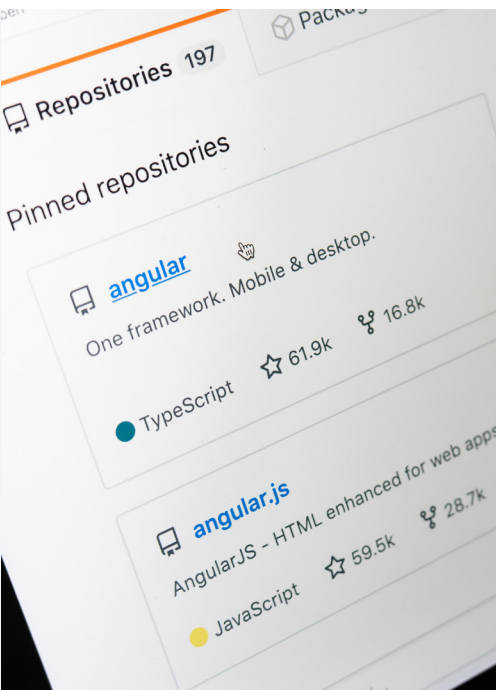 Repositories 197
Pinned repositories
angular
One framework. Mobile & desktop.
TypeScript 61.9k 16.8k
angular.js
AngularJS - HTML enhanced for web apps
JavaScript 59.5k 28.7k